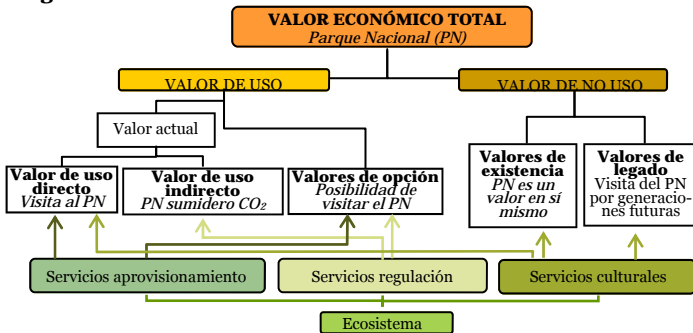 VALOR ECONÓMICO TOTAL
Parque Nacional (PN)
VALOR DE USO
VALOR DE NO USO
Valor actual
Valor de uso
directo
Visita al PN
Valor de uso
indirecto
PN sumidero CO₂
Valores de opción
Posibilidad de
visitar el PN
Valores de
existencia
PN es un
valor en sí
mismo
Valores de
legado
Visita del PN
por generacio-
nes futuras
Servicios aprovisionamiento
Servicios regulación
Servicios culturales
Ecosistema